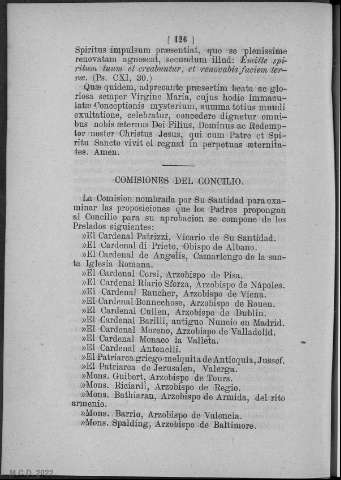 [ 126 ]
Spiritus impulsum præsentiat, quo se plenissime
renovatam agnoscat, secundum illud: Emitte spi-
ritum tuum et creabuntur, et renovabis faciem ter-
ræ. (Ps. CXI, 30.)
Quæ quidem, adprecante præsertim beata ac glo-
riosa semper Virgine María, cujus hodie Immacu-
latæ Conceptionis mysterium, summa totius mundi
exultatione, celebratur, concedere dignetur omni-
bus nobis æternus Dei Filius, Dominus ac Redemp-
tor noster Christus Jesus, qui cum Patre et Spi-
ritu Sancto vivit el regnat in perpetuas æternita-
tes. Amen.
COMISIONES DEL CONCILIO.
La Comision nombrada por Su Santidad para exa-
minar las proposiciones que los Padres propongan
al Concilio para su aprobacion se compone de los
Prelados siguientes:
»El Cardenal Patrizzi, Vicario de Su Santidad.
»El Cardenal di Prieto, Obispo de Albano.
»El Cardenal de Angelis, Camarlengo de la san-
ta Iglesia Romana.
»El Cardenal Corsi, Arzobispo de Pisa.
»El Cardenal Riario Sforza, Arzobispo de Nápoles.
»El Cardenal Raucher, Arzobispo de Viena.
»El Cardenal Bonnechose, Arzobispo de Rouen.
»El Cardenal Cullen, Arzobispo de Dublin.
»El Cardenal Barilli, antiguo Nuncio en Madrid.
»El Cardenal Moreno, Arzobispo de Valladolid.
»El Cardenal Monaco la Valleta.
»El Cardenal Antonelli.
»El Patriarca griego-melquita de Antioquia, Jussef.
»El Patriarca de Jerusalen, Valerga.
»Mons. Guibert, Arzobispo de Tours.
»Mons. Riciardi, Arzobispo de Regio.
»Mons. Bathiaran, Arzobispo de Armida, del rito
armenio.
»Mons. Barrio, Arzobispo de Valencia.
»Mons. Spalding, Arzobispo de Baltimore.
M.C.D. 2022